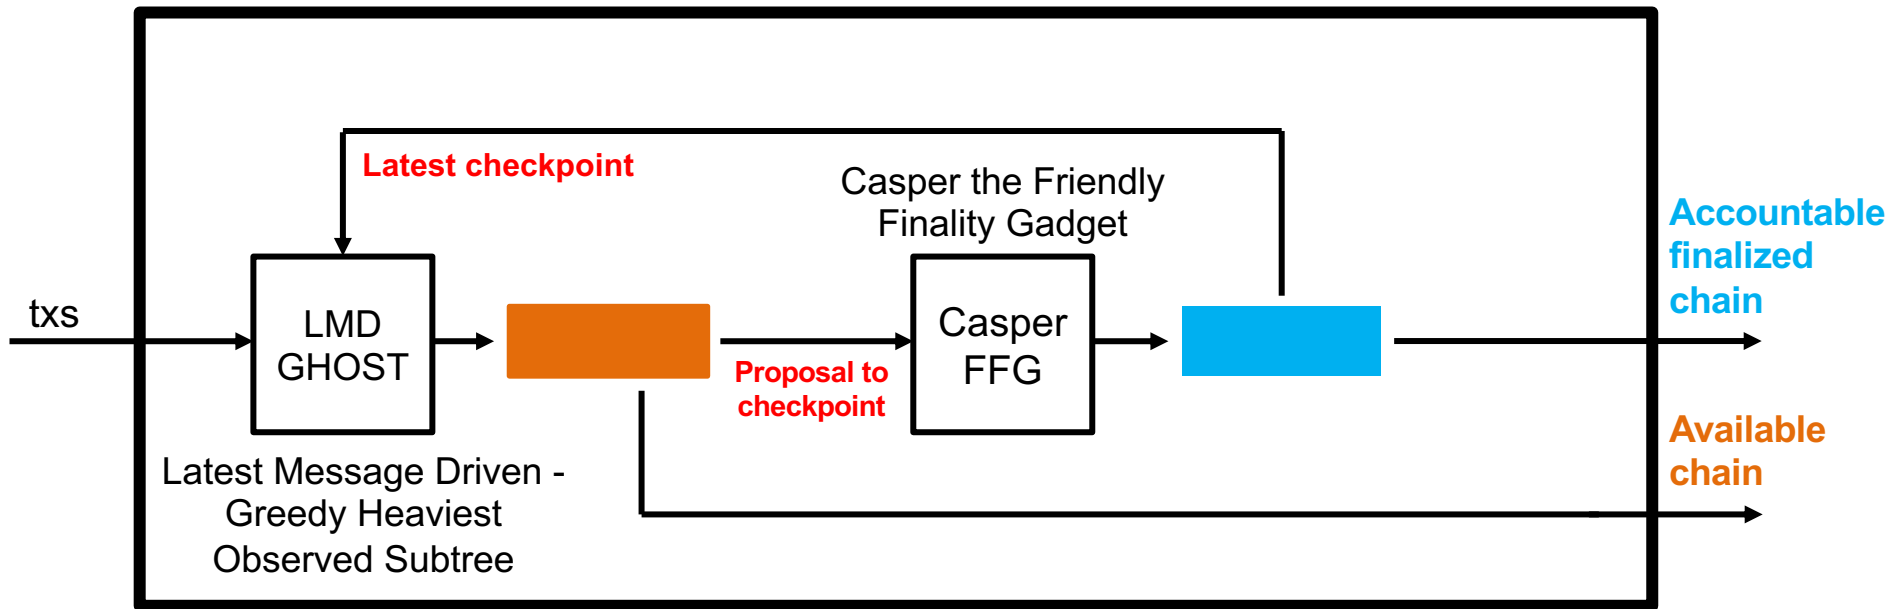 Latest checkpoint
Casper the Friendly
Finality Gadget
txs
LMD
GHOST
Latest Message Driven -
Greedy Heaviest
Observed Subtree
Proposal to
checkpoint
Casper
FFG
Accountable
finalized
chain
Available
chain